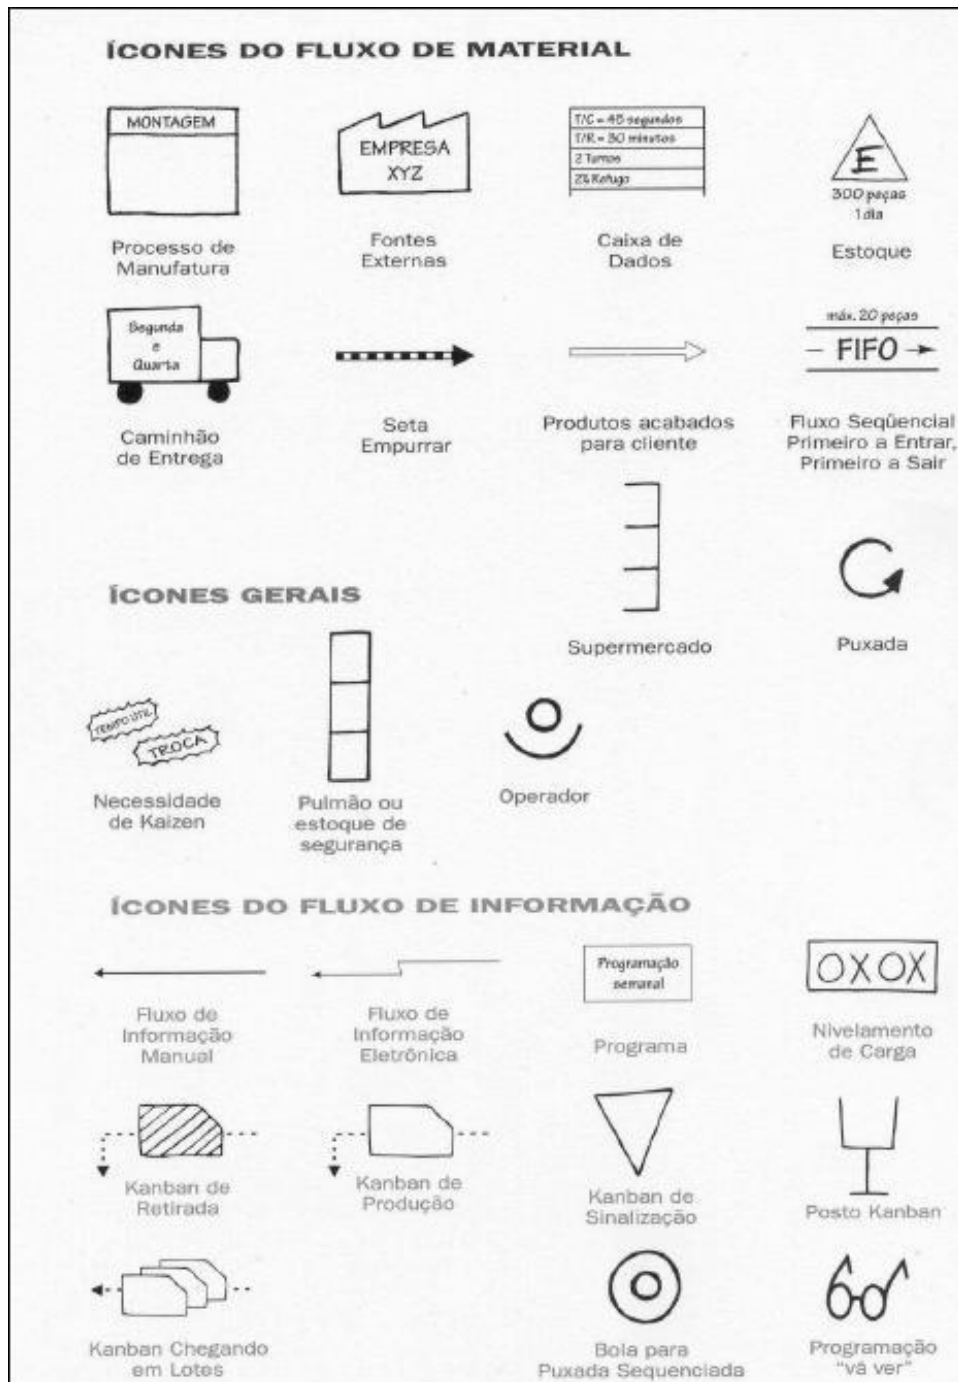 ÍCONES DO FLUXO DE MATERIAL
MONTAGEM
Processo de
Manufatura
EMPRESA
XYZ
Fontes
Externas
T/C = 45 segundos
T/R = 30 minutos
2 Turnos
2% Refugo
Caixa de
Dados
E
300 peças
1 dia
Estoque
Segunda
e
Quarta
Caminhão
de Entrega
Seta
Empurrar
Produtos acabados
para cliente
máx. 20 peças
FIFO
Fluxo Seqüencial
Primeiro a Entrar,
Primeiro a Sair
Supermercado
Puxada
ÍCONES GERAIS
TEMPO ÚTIL
TROCA
Necessidade
de Kaizen
Pulmão ou
estoque de
segurança
Operador
ÍCONES DO FLUXO DE INFORMAÇÃO
Fluxo de
Informação
Manual
Fluxo de
Informação
Eletrônica
Programação
semanal
Programa
OXOX
Nivelamento
de Carga
Kanban de
Retirada
Kanban de
Produção
Kanban de
Sinalização
Posto Kanban
Kanban Chegando
em Lotes
Bola para
Puxada Sequenciada
Programação
"vá ver"